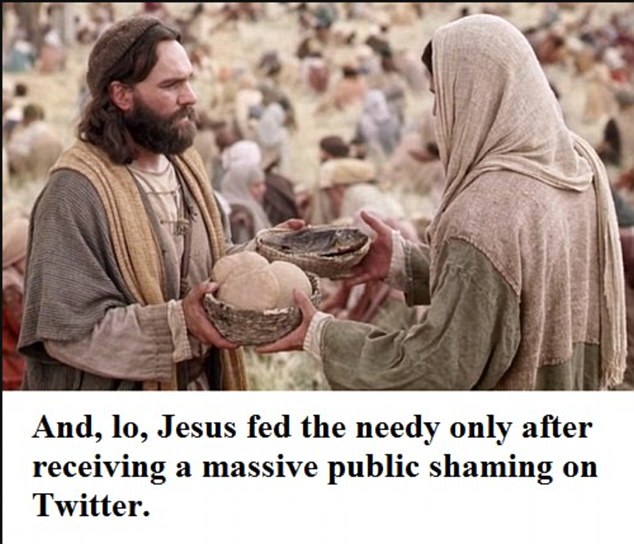 And, lo, Jesus fed the needy only after
receiving a massive public shaming on
Twitter.